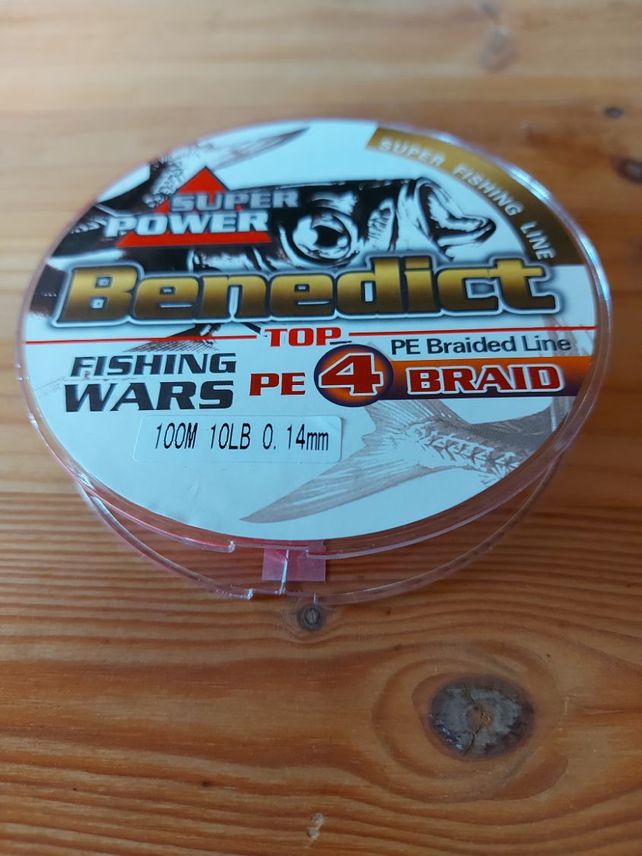 SUPER FISHING LINE
SUPER
POWER
Benedict
TOP
PE Braided Line
FISHING
WARS
PE 4 BRAID
100M 10LB 0.14mm